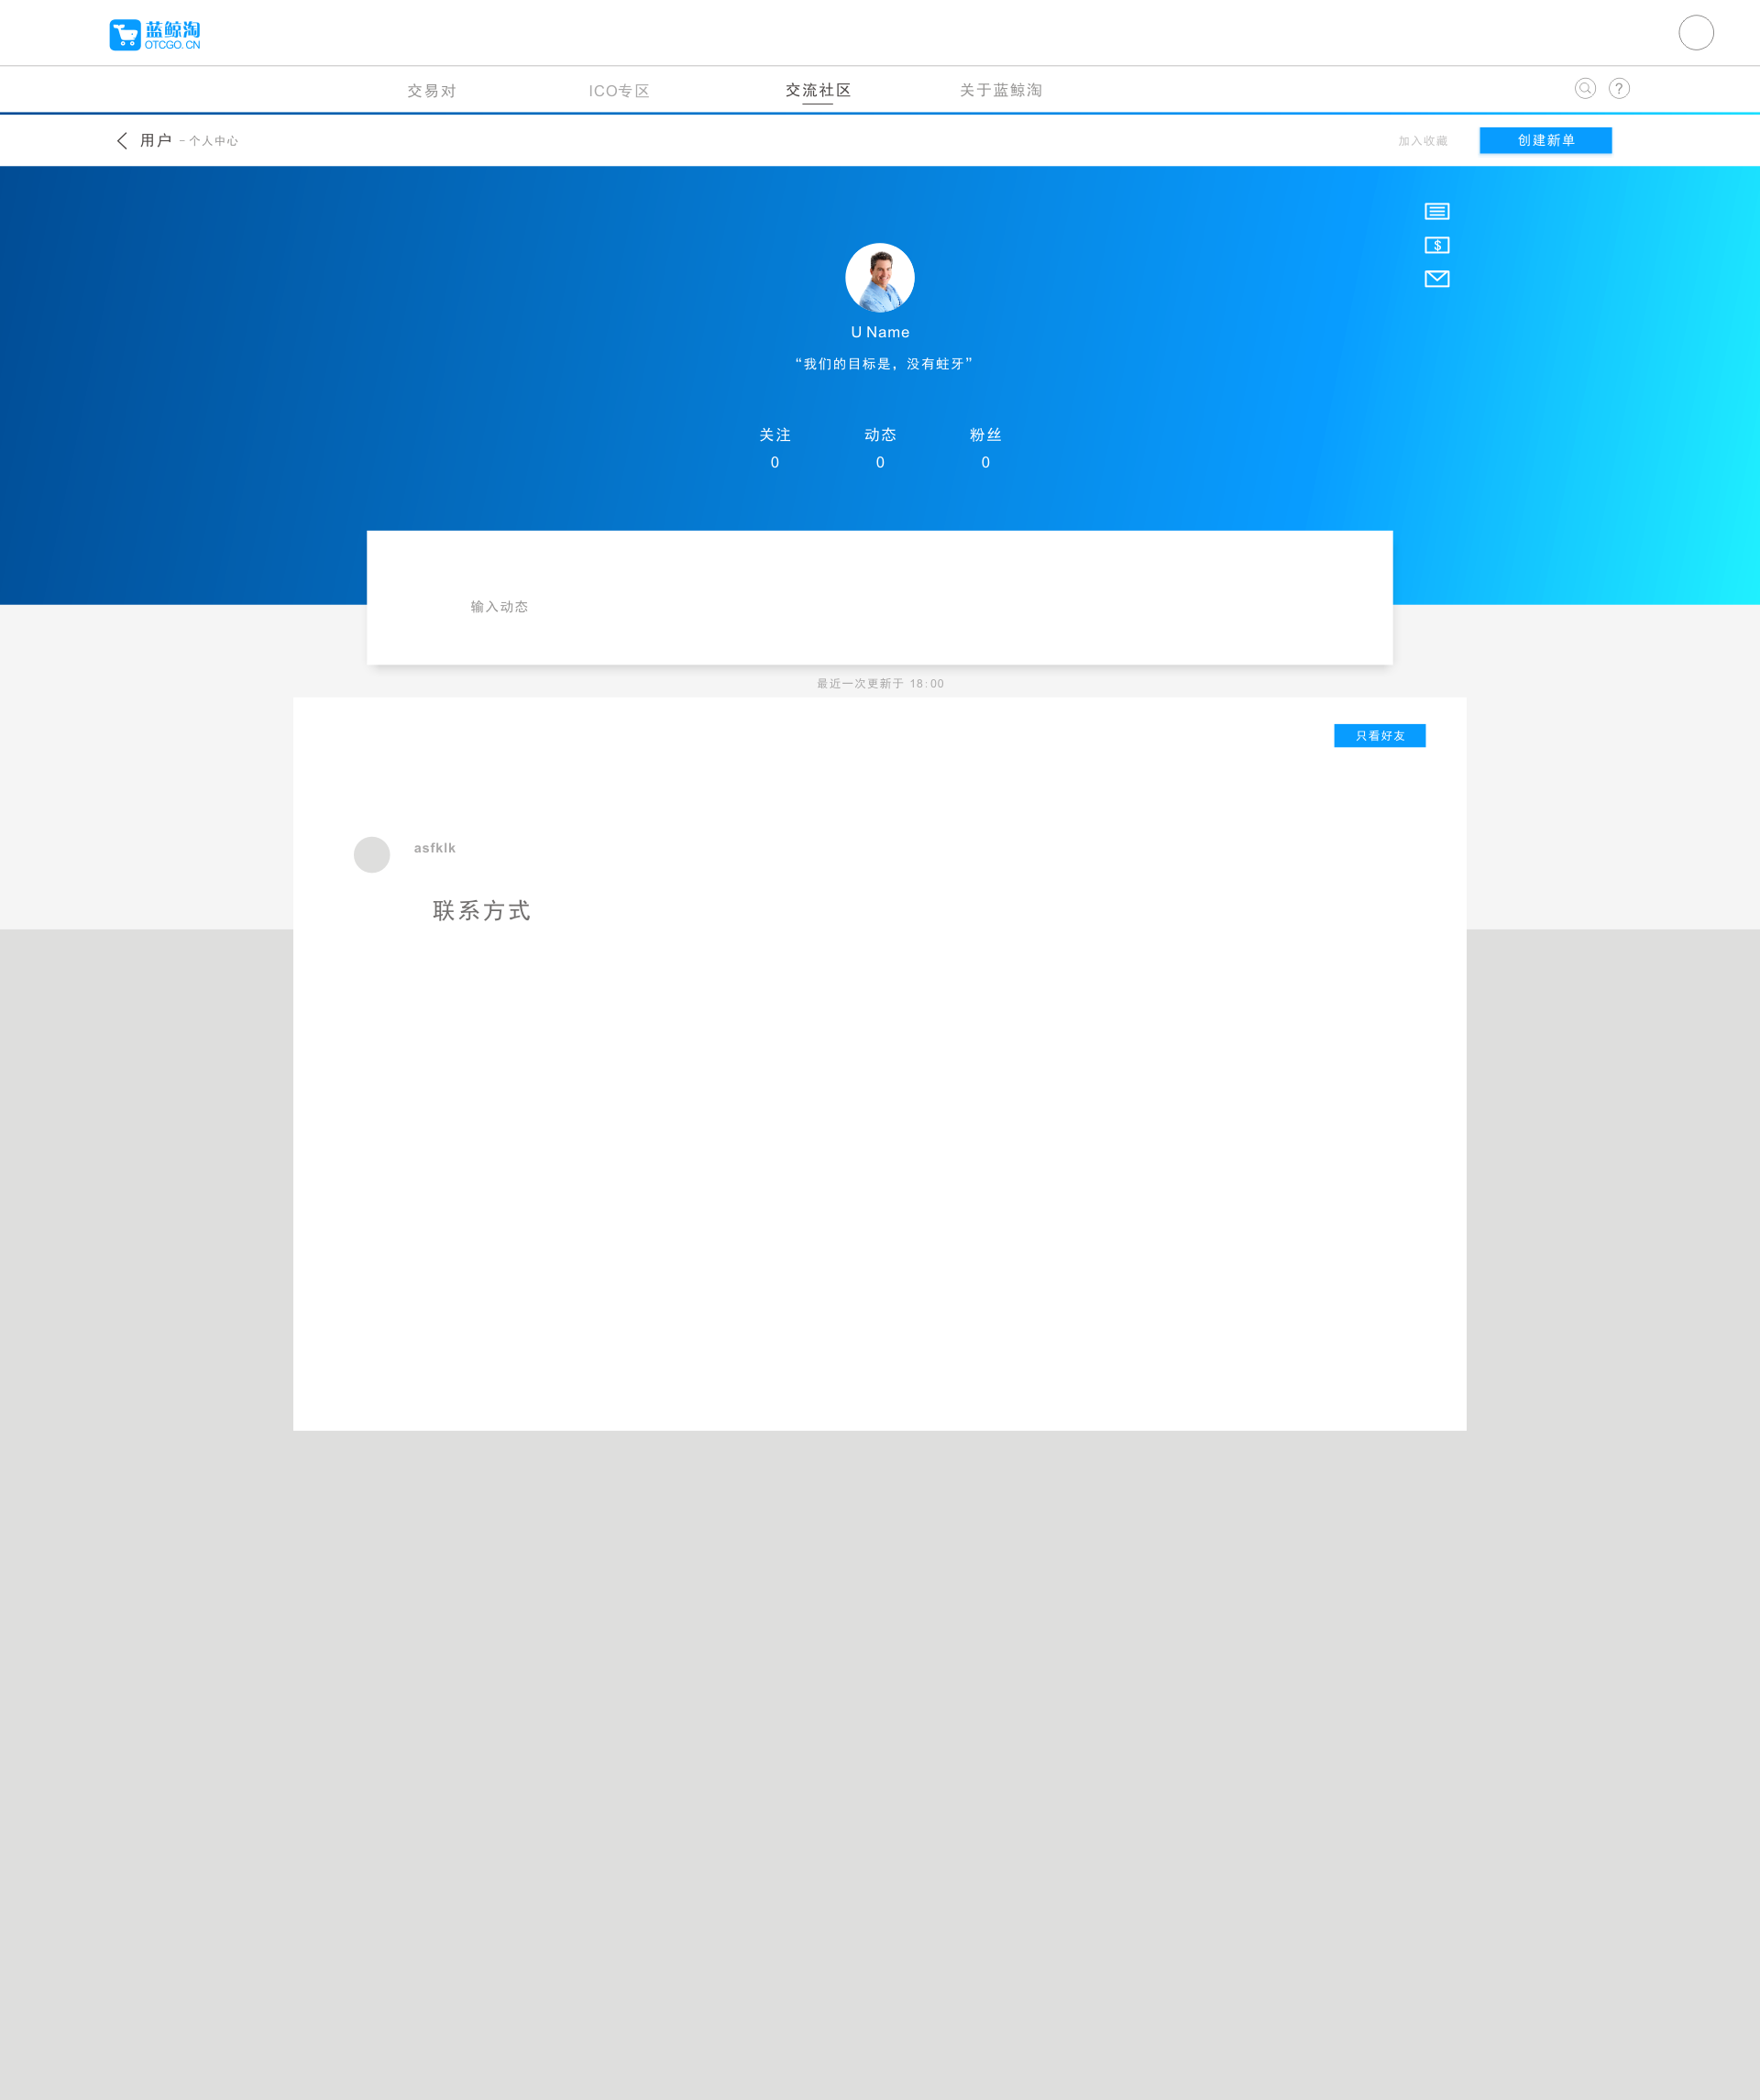 蓝鲸淘
OTCGO.CN
交易对 ICO专区 交流社区 关于蓝鲸淘 ?
用户 - 个人中心 加入收藏 创建新单
$
U Name
“我们的目标是，没有蛀牙”
关注 动态 粉丝
0 0 0
输入动态
最近一次更新于 18:00
只看好友
asfklk
联系方式